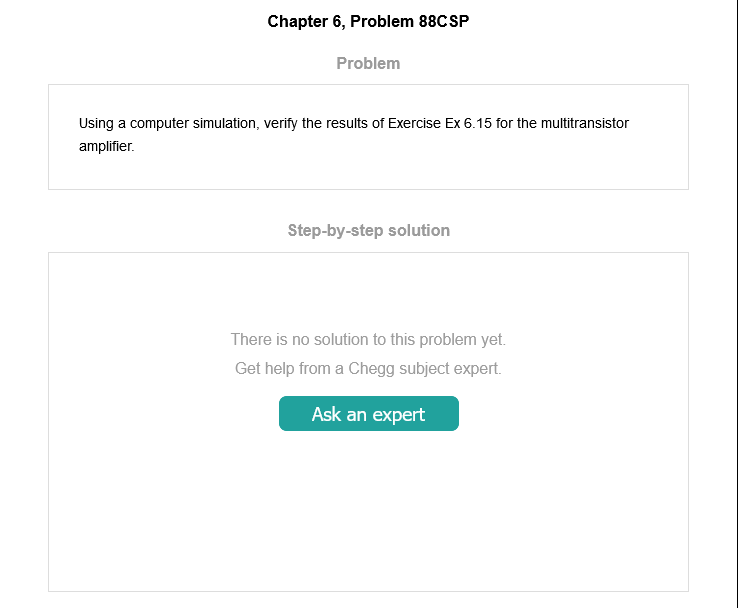 Chapter 6, Problem 88CSP
Problem
Using a computer simulation, verify the results of Exercise Ex 6.15 for the multitransistor
amplifier.
Step-by-step solution
There is no solution to this problem yet.
Get help from a Chegg subject expert.
Ask an expert